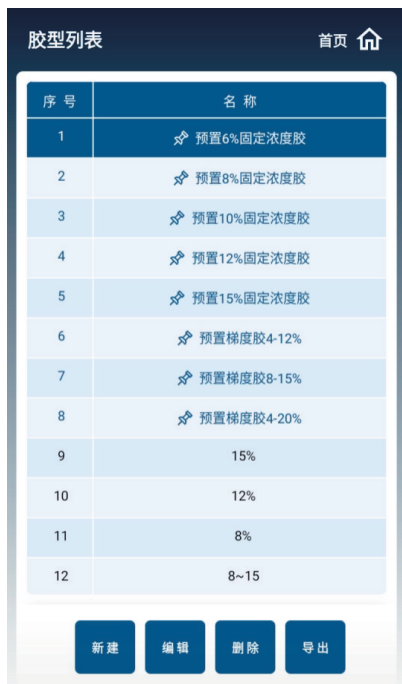 胶型列表 首页
序号 名称
1 预置6%固定浓度胶
2 预置8%固定浓度胶
3 预置10%固定浓度胶
4 预置12%固定浓度胶
5 预置15%固定浓度胶
6 预置梯度胶4-12%
7 预置梯度胶8-15%
8 预置梯度胶4-20%
9 15%
10 12%
11 8%
12 8~15
新建 编辑 删除 导出